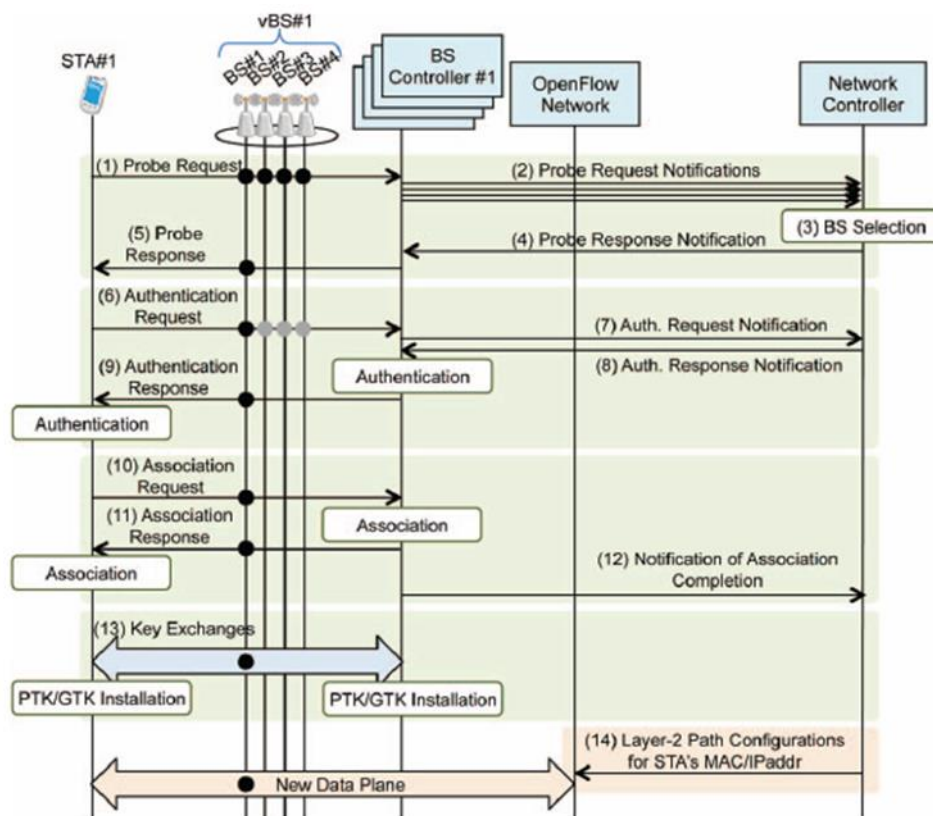 vBS#1
STA#1
BS#1
BS#2
BS#3
BS#4
BS
Controller #1
OpenFlow
Network
Network
Controller
(1) Probe Request
(2) Probe Request Notifications
(3) BS Selection
(4) Probe Response Notification
(5) Probe
Response
(6) Authentication
Request
(7) Auth. Request Notification
(8) Auth. Response Notification
Authentication
(9) Authentication
Response
Authentication
(10) Association
Request
Association
(11) Association
Response
Association
(12) Notification of Association
Completion
(13) Key Exchanges
PTK/GTK Installation
PTK/GTK Installation
(14) Layer-2 Path Configurations
for STA's MAC/IPaddr
New Data Plane